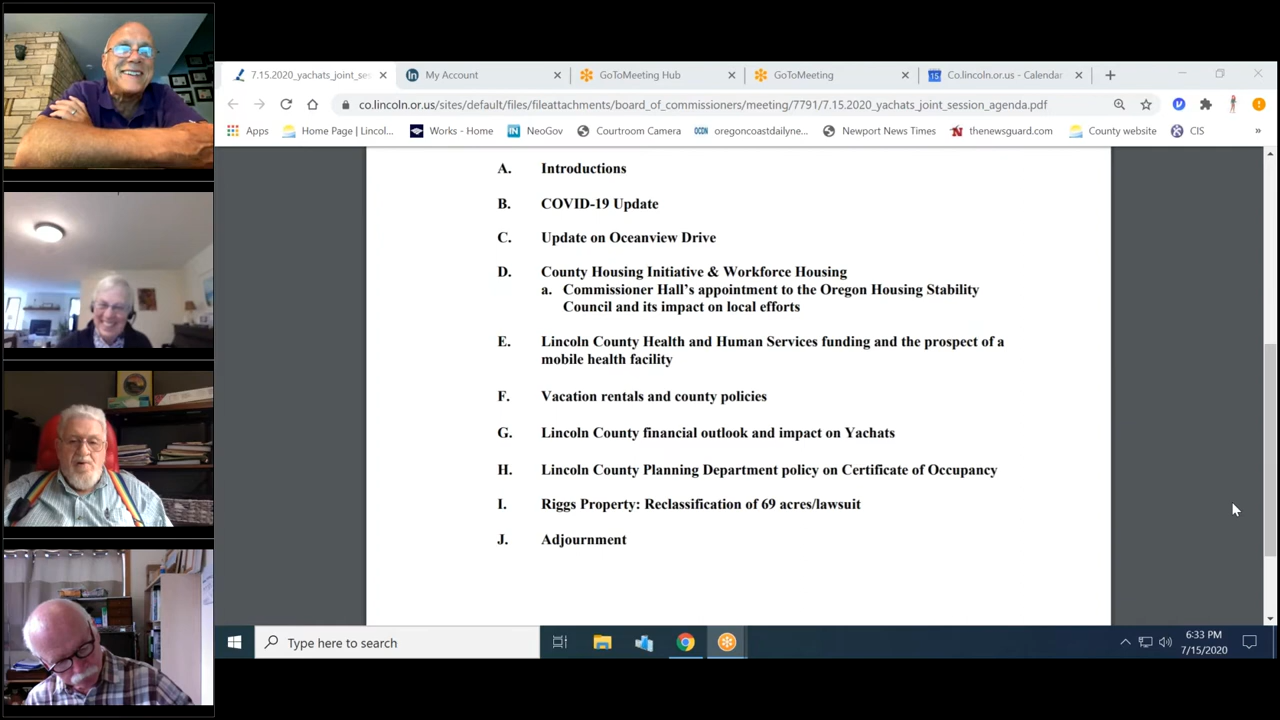 7.15.2020_yachats_joint_ses
My Account
GoToMeeting Hub
GoToMeeting
Co.lincoln.or.us - Calendar
co.lincoln.or.us/sites/default/files/fileattachments/board_of_commissioners/meeting/7791/7.15.2020_yachats_joint_session_agenda.pdf
Apps
Home Page | Lincol...
Works - Home
NeoGov
Courtroom Camera
oregoncoastdailyne...
Newport News Times
thenewsguard.com
County website
CIS
A. Introductions
B. COVID-19 Update
C. Update on Oceanview Drive
D. County Housing Initiative & Workforce Housing
a. Commissioner Hall's appointment to the Oregon Housing Stability
Council and its impact on local efforts
E. Lincoln County Health and Human Services funding and the prospect of a
mobile health facility
F. Vacation rentals and county policies
G. Lincoln County financial outlook and impact on Yachats
H. Lincoln County Planning Department policy on Certificate of Occupancy
I. Riggs Property: Reclassification of 69 acres/lawsuit
J. Adjournment
Type here to search
6:33 PM
7/15/2020